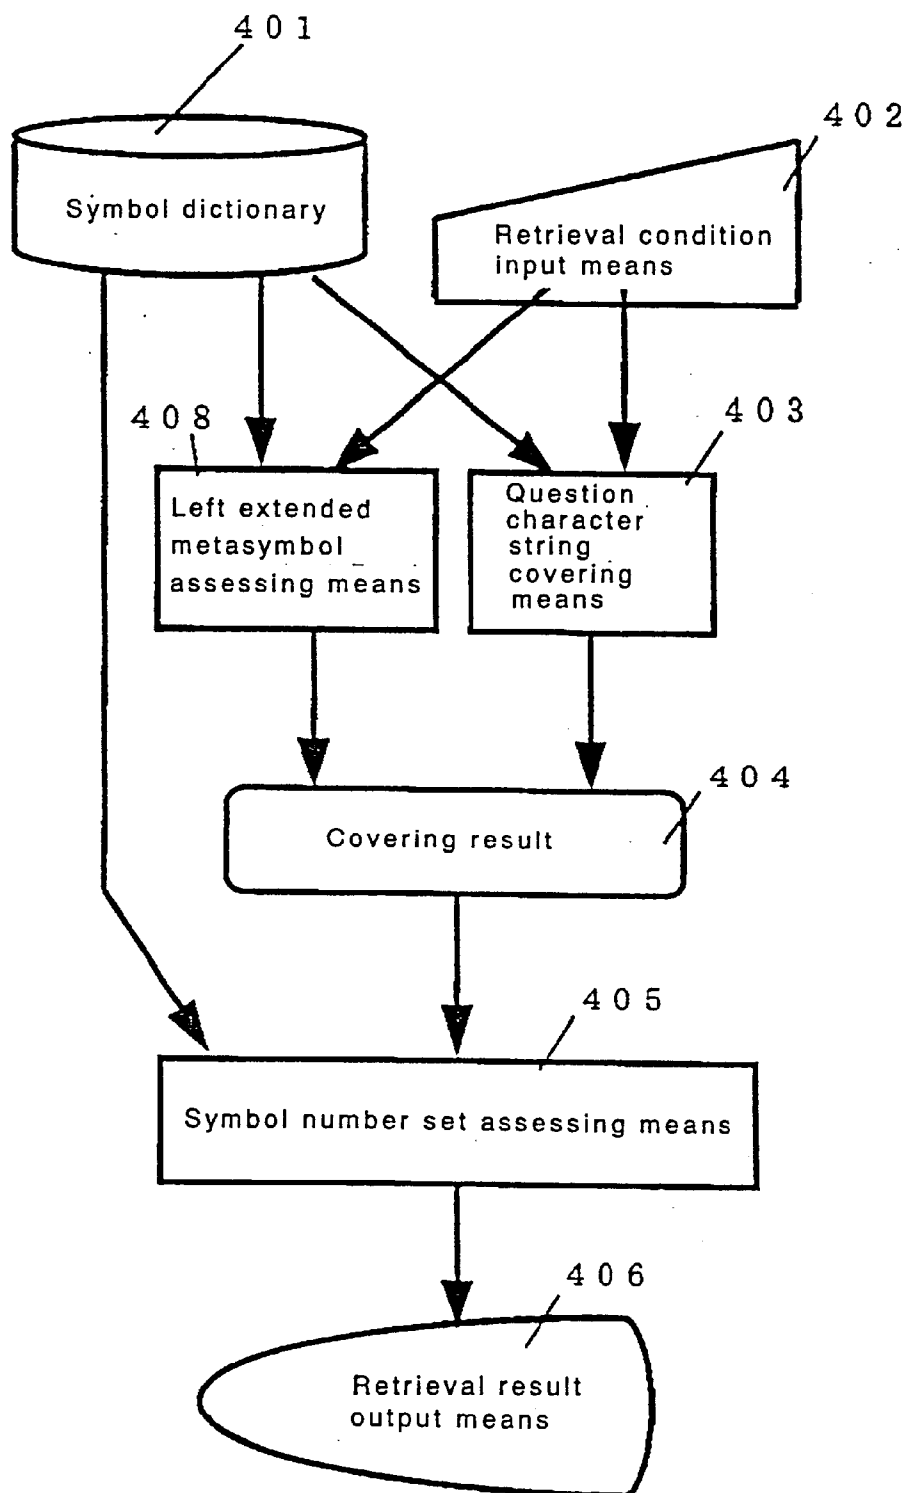 401
402
Symbol dictionary
Retrieval condition
input means
408
403
Left extended
metasymbol
assessing means
Question
character
string
covering
means
404
Covering result
405
Symbol number set assessing means
406
Retrieval result
output means